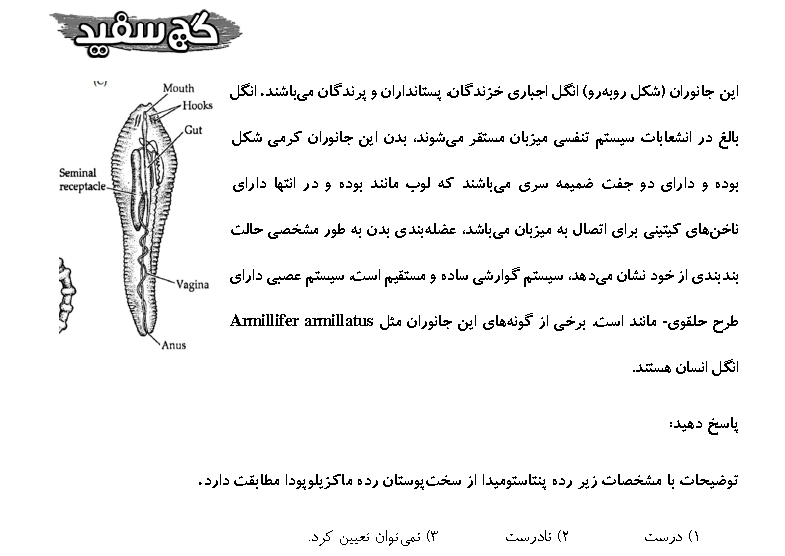 گچ سفید
(C)
Mouth
Hooks
Gut
Seminal
receptacle
Vagina
Anus
این جانوران (شکل روبه‌رو) انگل اجباری خزندگان، پستانداران و پرندگان می‌باشند. انگل
بالغ در انشعابات سیستم تنفسی میزبان مستقر می‌شوند، بدن این جانوران کرمی شکل
بوده و دارای دو جفت ضمیمه سری می‌باشند که لوب مانند بوده و در انتها دارای
ناخن‌های کیتینی برای اتصال به میزبان می‌باشد، عضله‌بندی بدن به طور مشخصی حالت
بندبندی از خود نشان می‌دهد، سیستم گوارشی ساده و مستقیم است. سیستم عصبی دارای
طرح حلقوی- مانند است. برخی از گونه‌های این جانوران مثل Armillifer armillatus
انگل انسان هستند.
پاسخ دهید:
توضیحات با مشخصات زیر رده پنتاستومیدا از سخت‌پوستان رده ماکزیلوپودا مطابقت دارد.
۱) درست ۲) نادرست ۳) نمی‌توان تعیین کرد.